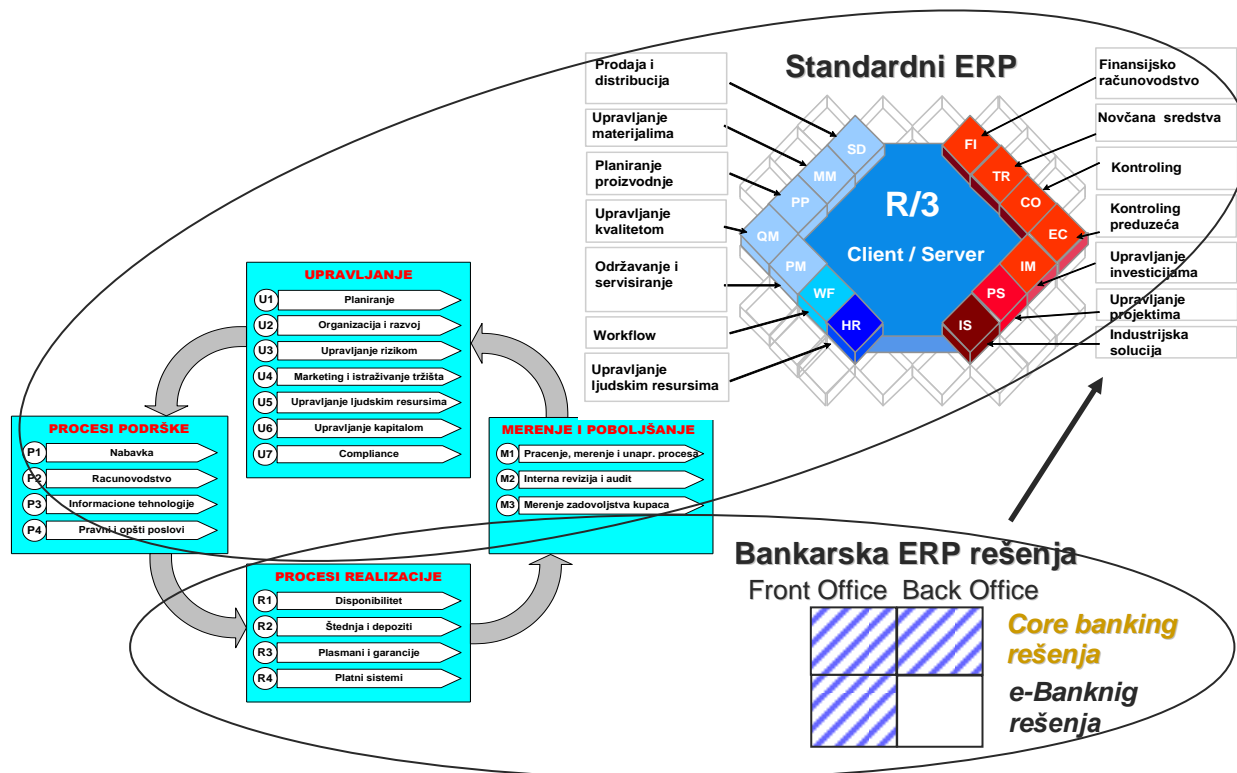 Standardni ERP
Prodaja i
distribucija
Upravljanje
materijalima
Planiranje
proizvodnje
Upravljanje
kvalitetom
Održavanje i
servisiranje
Workflow
Upravljanje
ljudskim resursima
SD
MM
PP
QM
PM
WF
HR
R/3
Client / Server
FI
TR
CO
EC
IM
PS
IS
Finansijsko
računovodstvo
Novčana sredstva
Kontroling
Kontroling
preduzeća
Upravljanje
investicijama
Upravljanje
projektima
Industrijska
solucija
UPRAVLJANJE
U1 Planiranje
U2 Organizacija i razvoj
U3 Upravljanje rizikom
U4 Marketing i istraživanje tržišta
U5 Upravljanje ljudskim resursima
U6 Upravljanje kapitalom
U7 Compliance
PROCESI PODRŠKE
P1 Nabavka
P2 Racunovodstvo
P3 Informacione tehnologije
P4 Pravni i opšti poslovi
MERENJE I POBOLJŠANJE
M1 Pracenje, merenje i unapr. procesa
M2 Interna revizija i audit
M3 Merenje zadovoljstva kupaca
PROCESI REALIZACIJE
R1 Disponibilitet
R2 Štednja i depoziti
R3 Plasmani i garancije
R4 Platni sistemi
Bankarska ERP rešenja
Front Office Back Office
Core banking
rešenja
e-Banknig
rešenja